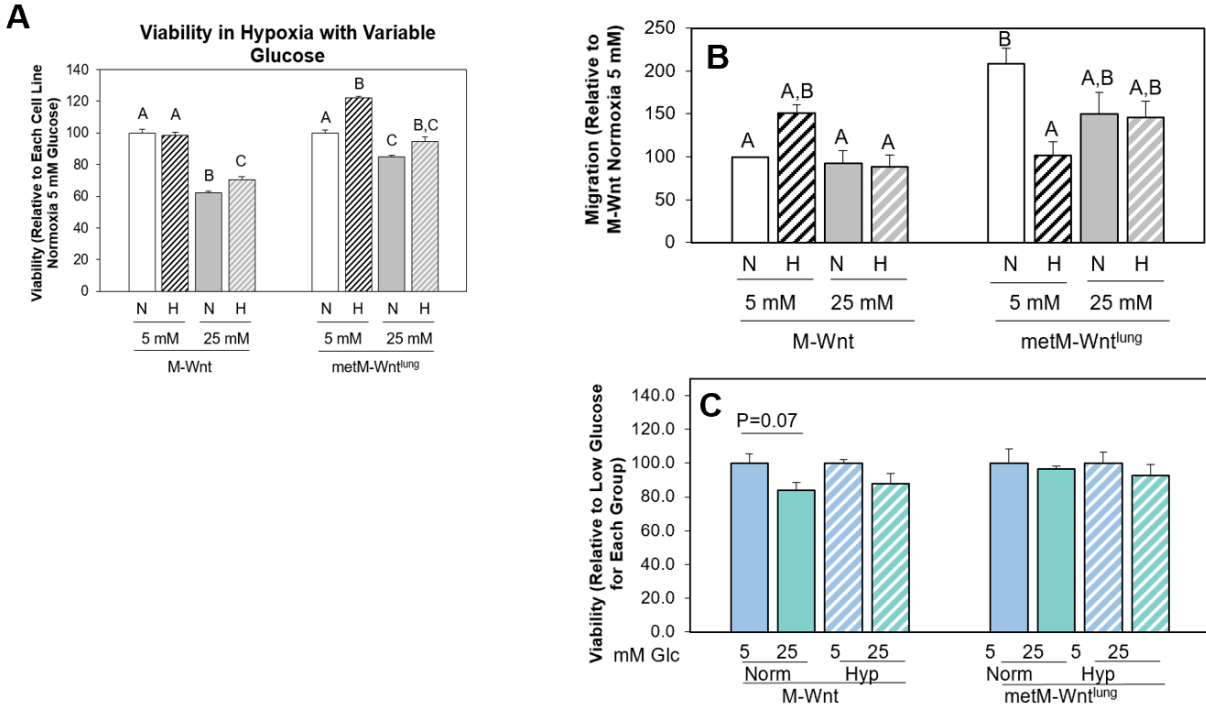 A
Viability in Hypoxia with Variable
Glucose
Viability (Relative to Each Cell Line
Normoxia 5 mM Glucose)
140
120
100
80
60
40
20
0
A
A
B
C
A
B
C
B,C
N
H
N
H
N
H
N
H
5 mM
25 mM
5 mM
25 mM
M-Wnt
metM-Wntlung
B
Migration (Relative to
M-Wnt Normoxia 5 mM)
250
200
150
100
50
0
A
A,B
A
A
B
A
A,B
A,B
N
H
N
H
N
H
N
H
5 mM
25 mM
5 mM
25 mM
M-Wnt
metM-Wntlung
C
Viability (Relative to Low Glucose
for Each Group)
140.0
120.0
100.0
80.0
60.0
40.0
20.0
0.0
P=0.07
mM Glc
5
25
5
25
5
25
5
25
Norm
Hyp
Norm
Hyp
M-Wnt
metM-Wntlung